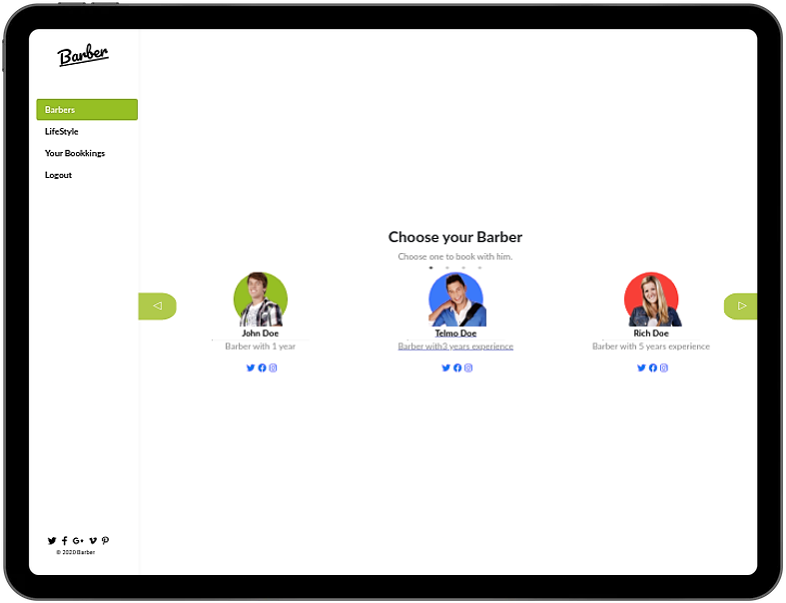 Barber
Barbers
LifeStyle
Your Bookkings
Logout
Choose your Barber
Choose one to book with him.
John Doe
Barber with 1 year
Telmo Doe
Barber with3 years experience
Rich Doe
Barber with 5 years experience
© 2020 Barber